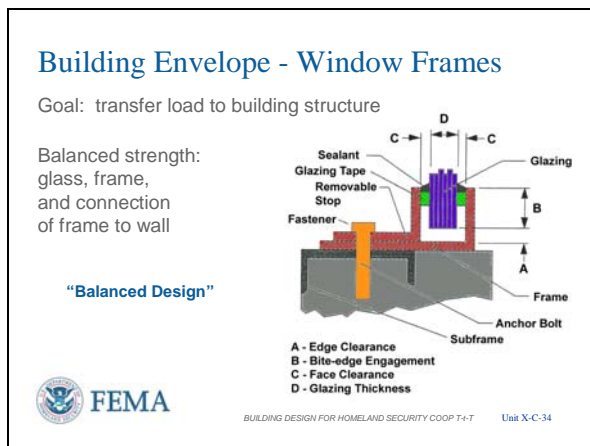 Building Envelope - Window Frames
Goal: transfer load to building structure
Balanced strength:
glass, frame,
and connection
of frame to wall
“Balanced Design”
D
C
C
Sealant
Glazing Tape
Removable
Stop
Fastener
Glazing
B
A
Frame
Anchor Bolt
Subframe
A - Edge Clearance
B - Bite-edge Engagement
C - Face Clearance
D - Glazing Thickness
FEMA
BUILDING DESIGN FOR HOMELAND SECURITY COOP T-t-T
Unit X-C-34